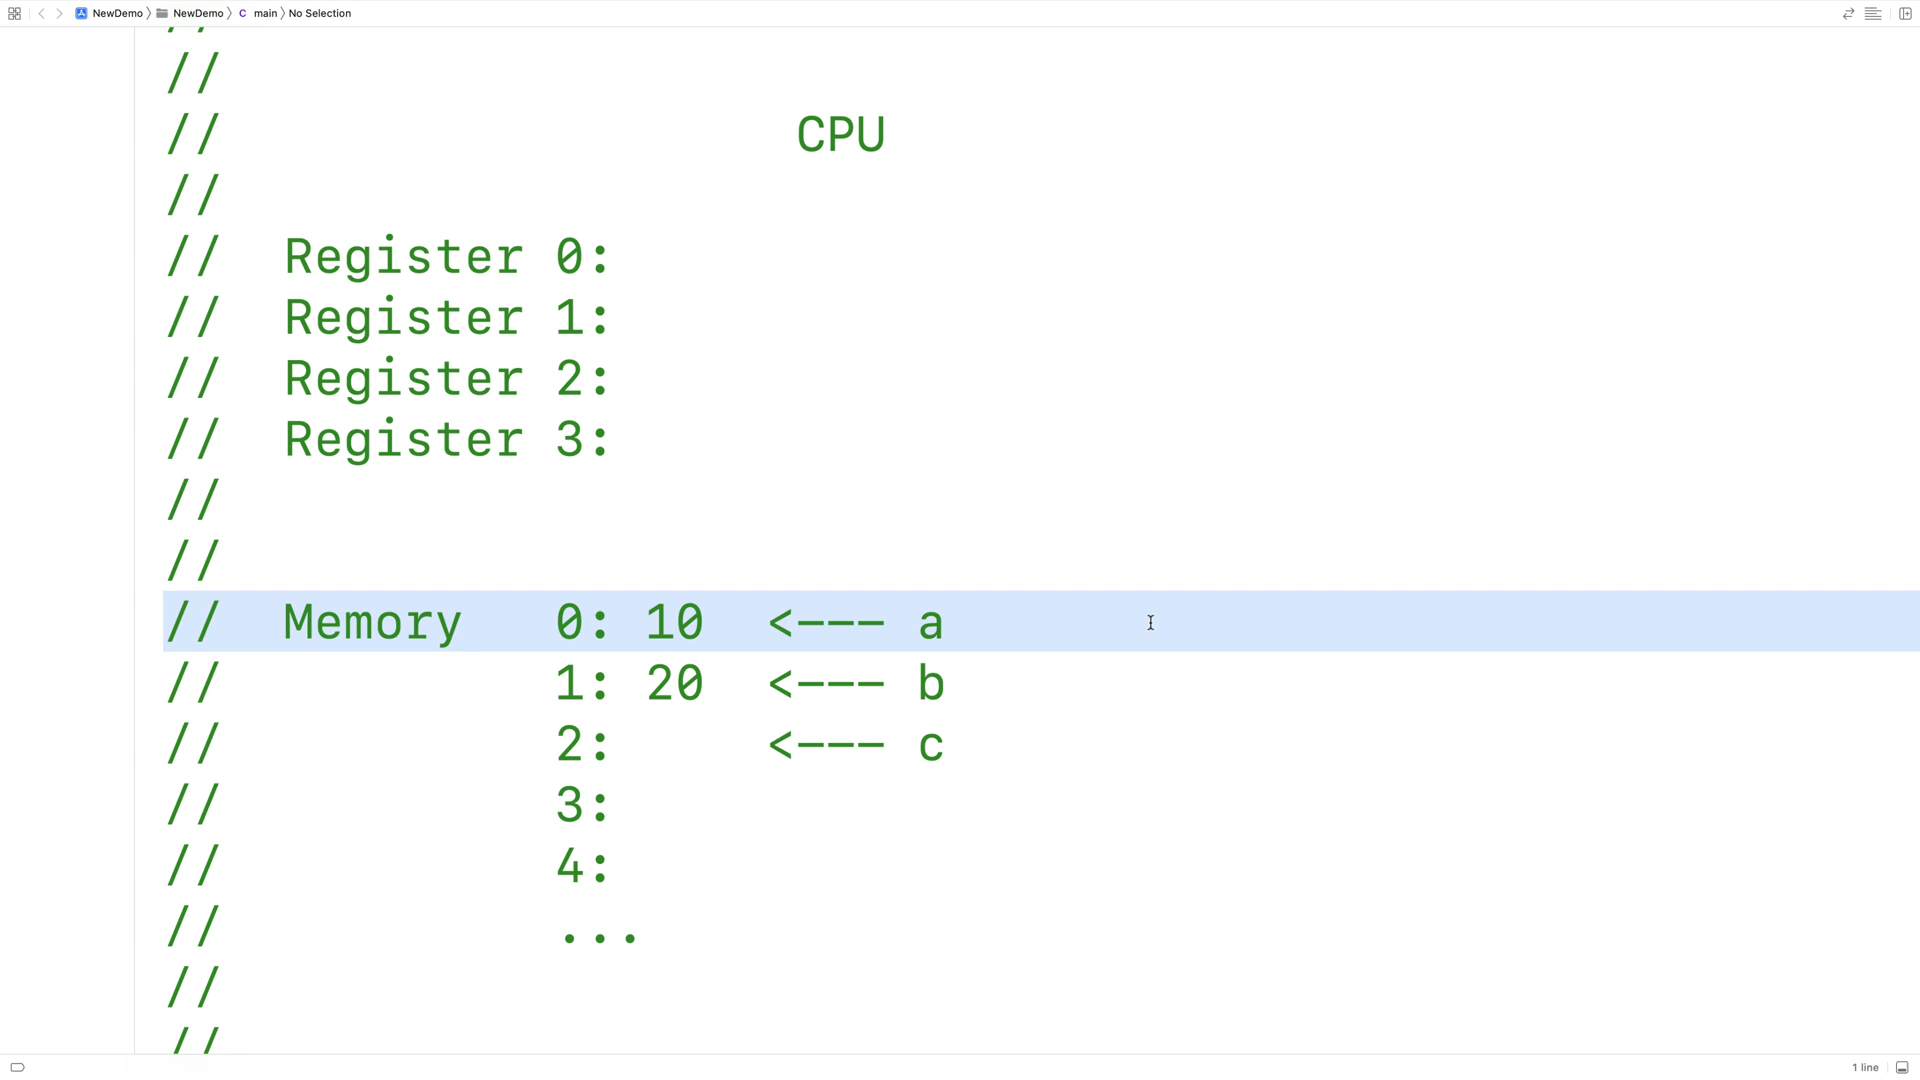 NewDemo 〉 NewDemo 〉 C main 〉 No Selection
//
//
// CPU
//
// Register 0:
// Register 1:
// Register 2:
// Register 3:
//
//
// Memory 0: 10 <--- a
// 1: 20 <--- b
// 2: <--- c
// 3:
// 4:
// ...
//
//
1 line